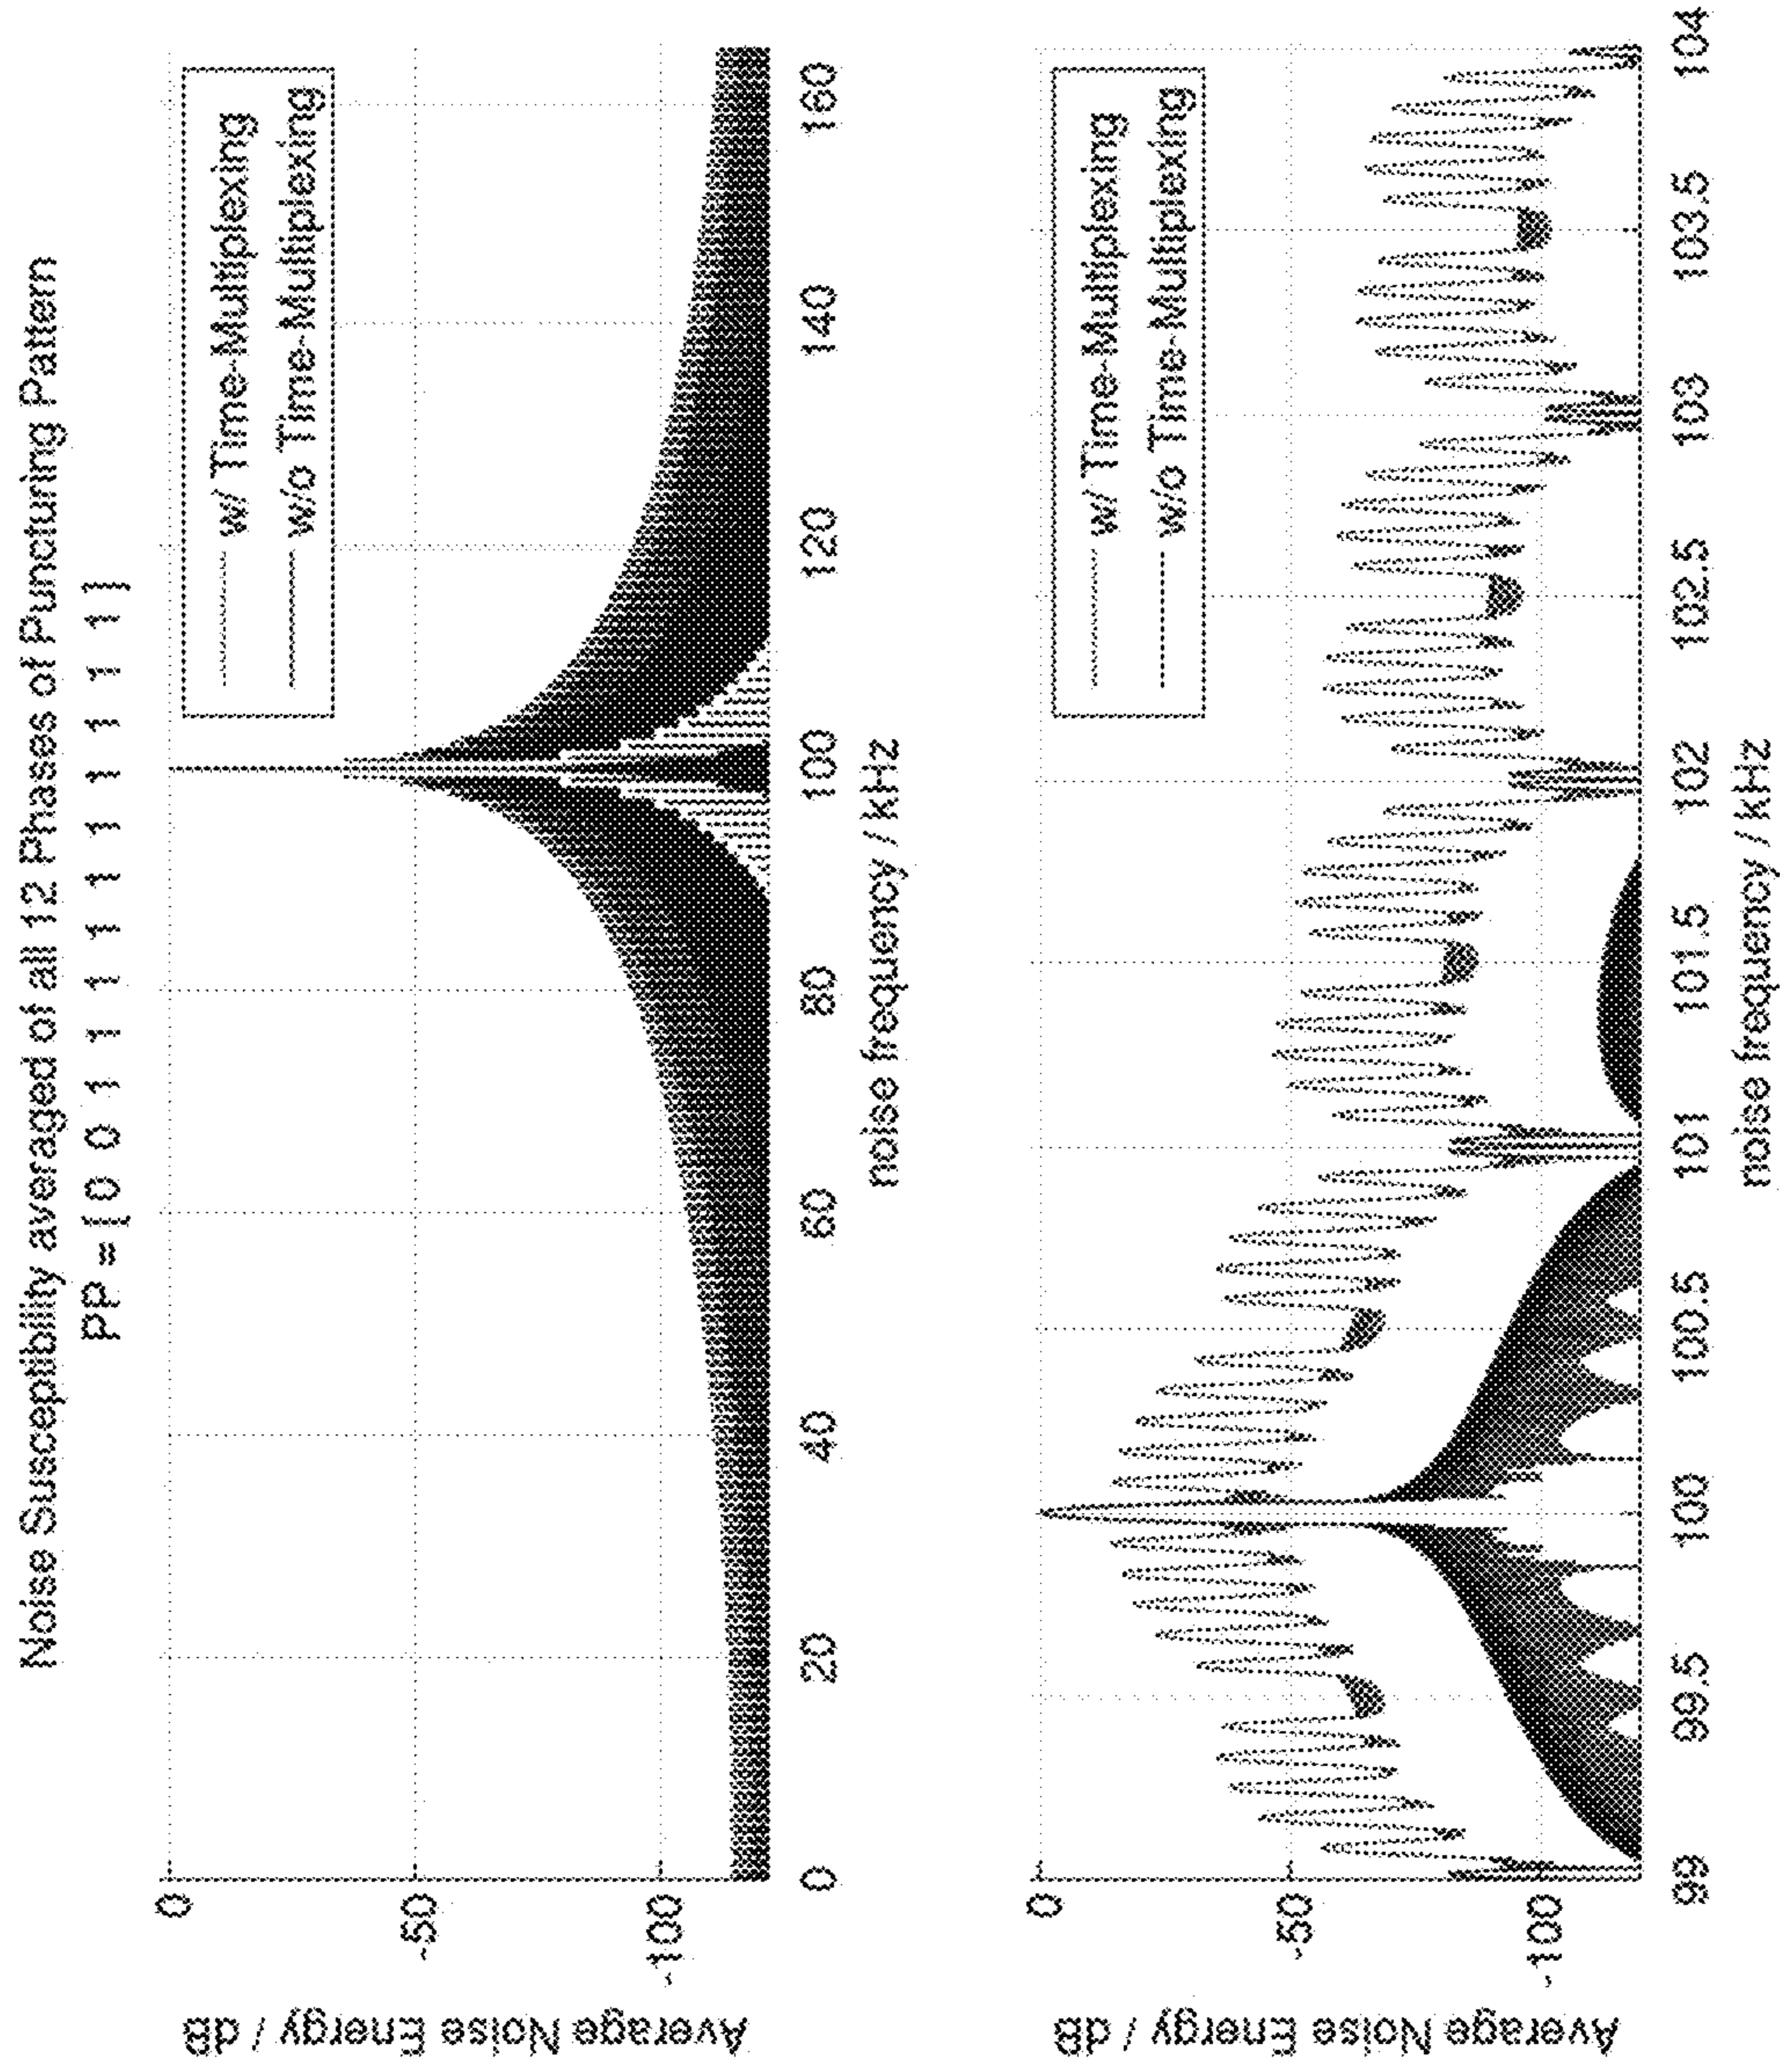 Noise Susceptibility averaged of all 12 Phases of Puncturing Pattern
PP = [0 0 1 1 1 1 1 1 1 1 1 1]
Average Noise Energy / dB
0
-50
-100
w/ Time-Multiplexing
w/o Time-Multiplexing
0 20 40 60 80 100 120 140 160
noise frequency / kHz
Average Noise Energy / dB
0
-50
-100
w/ Time-Multiplexing
w/o Time-Multiplexing
99 99.5 100 100.5 101 101.5 102 102.5 103 103.5 104
noise frequency / kHz